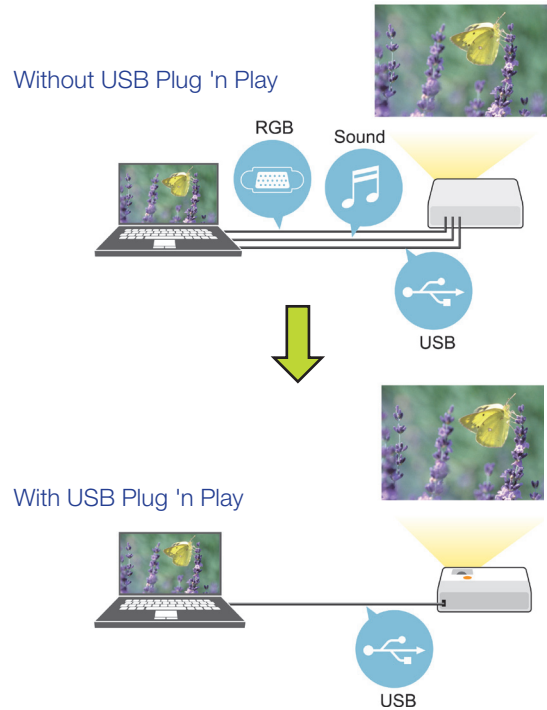 Without USB Plug 'n Play
RGB
Sound
USB
With USB Plug 'n Play
USB